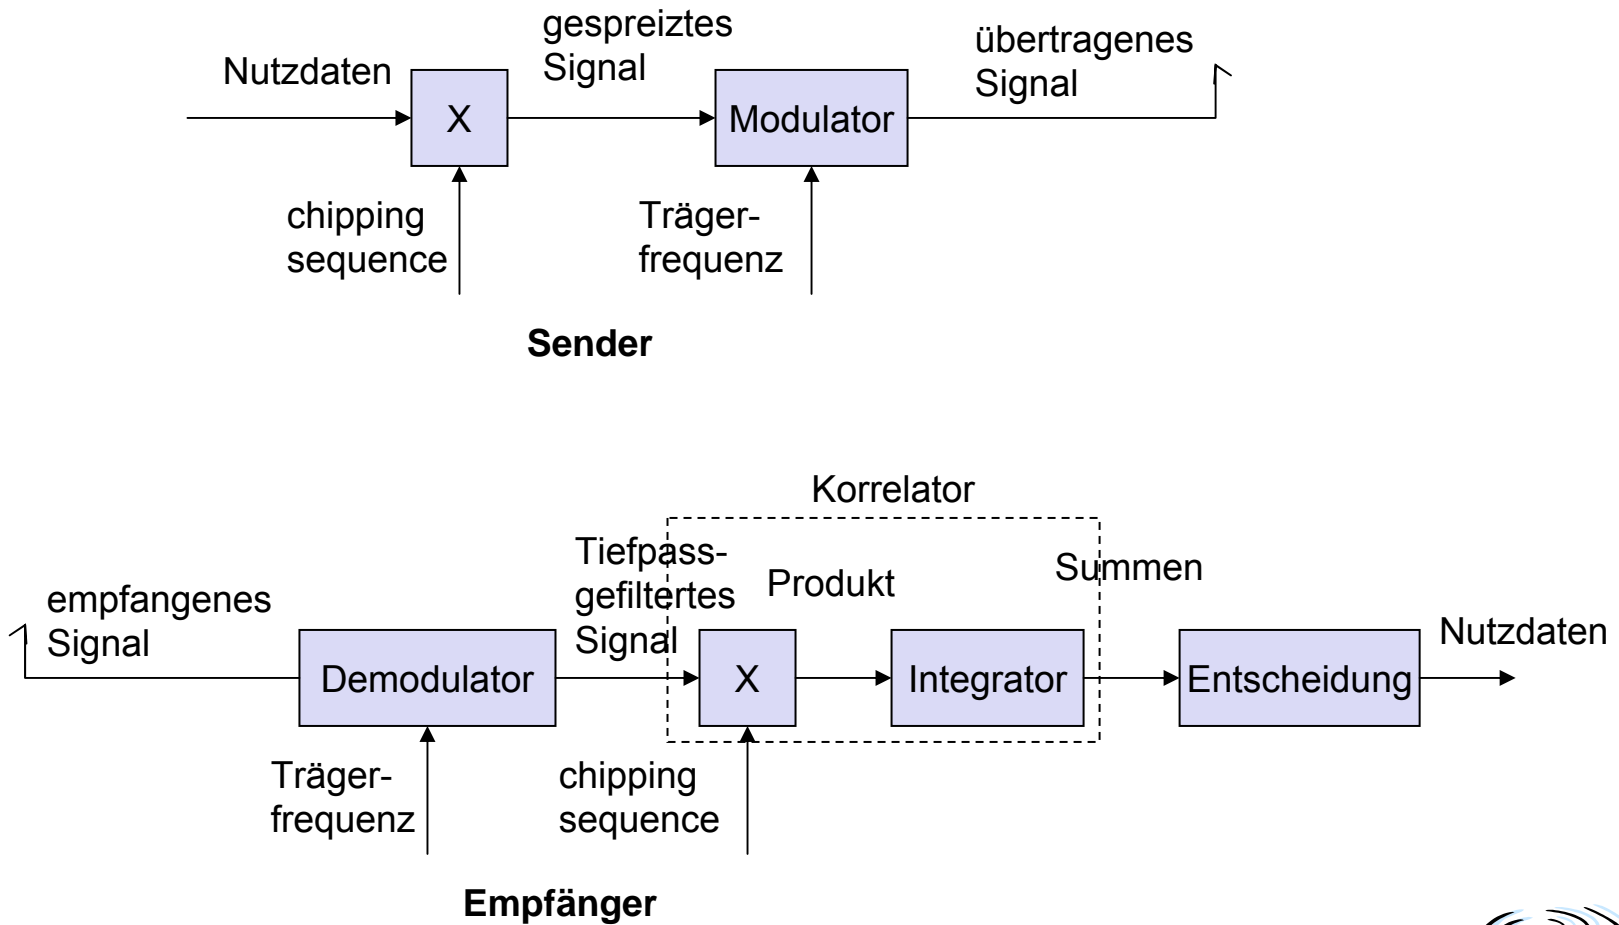 gespreiztes
Signal
übertragenes
Signal
Nutzdaten
X
Modulator
chipping
sequence
Träger-
frequenz
Sender
Korrelator
Tiefpass-
gefiltertes
Signal
Produkt
Summen
empfangenes
Signal
Nutzdaten
Demodulator
X
Integrator
Entscheidung
Träger-
frequenz
chipping
sequence
Empfänger